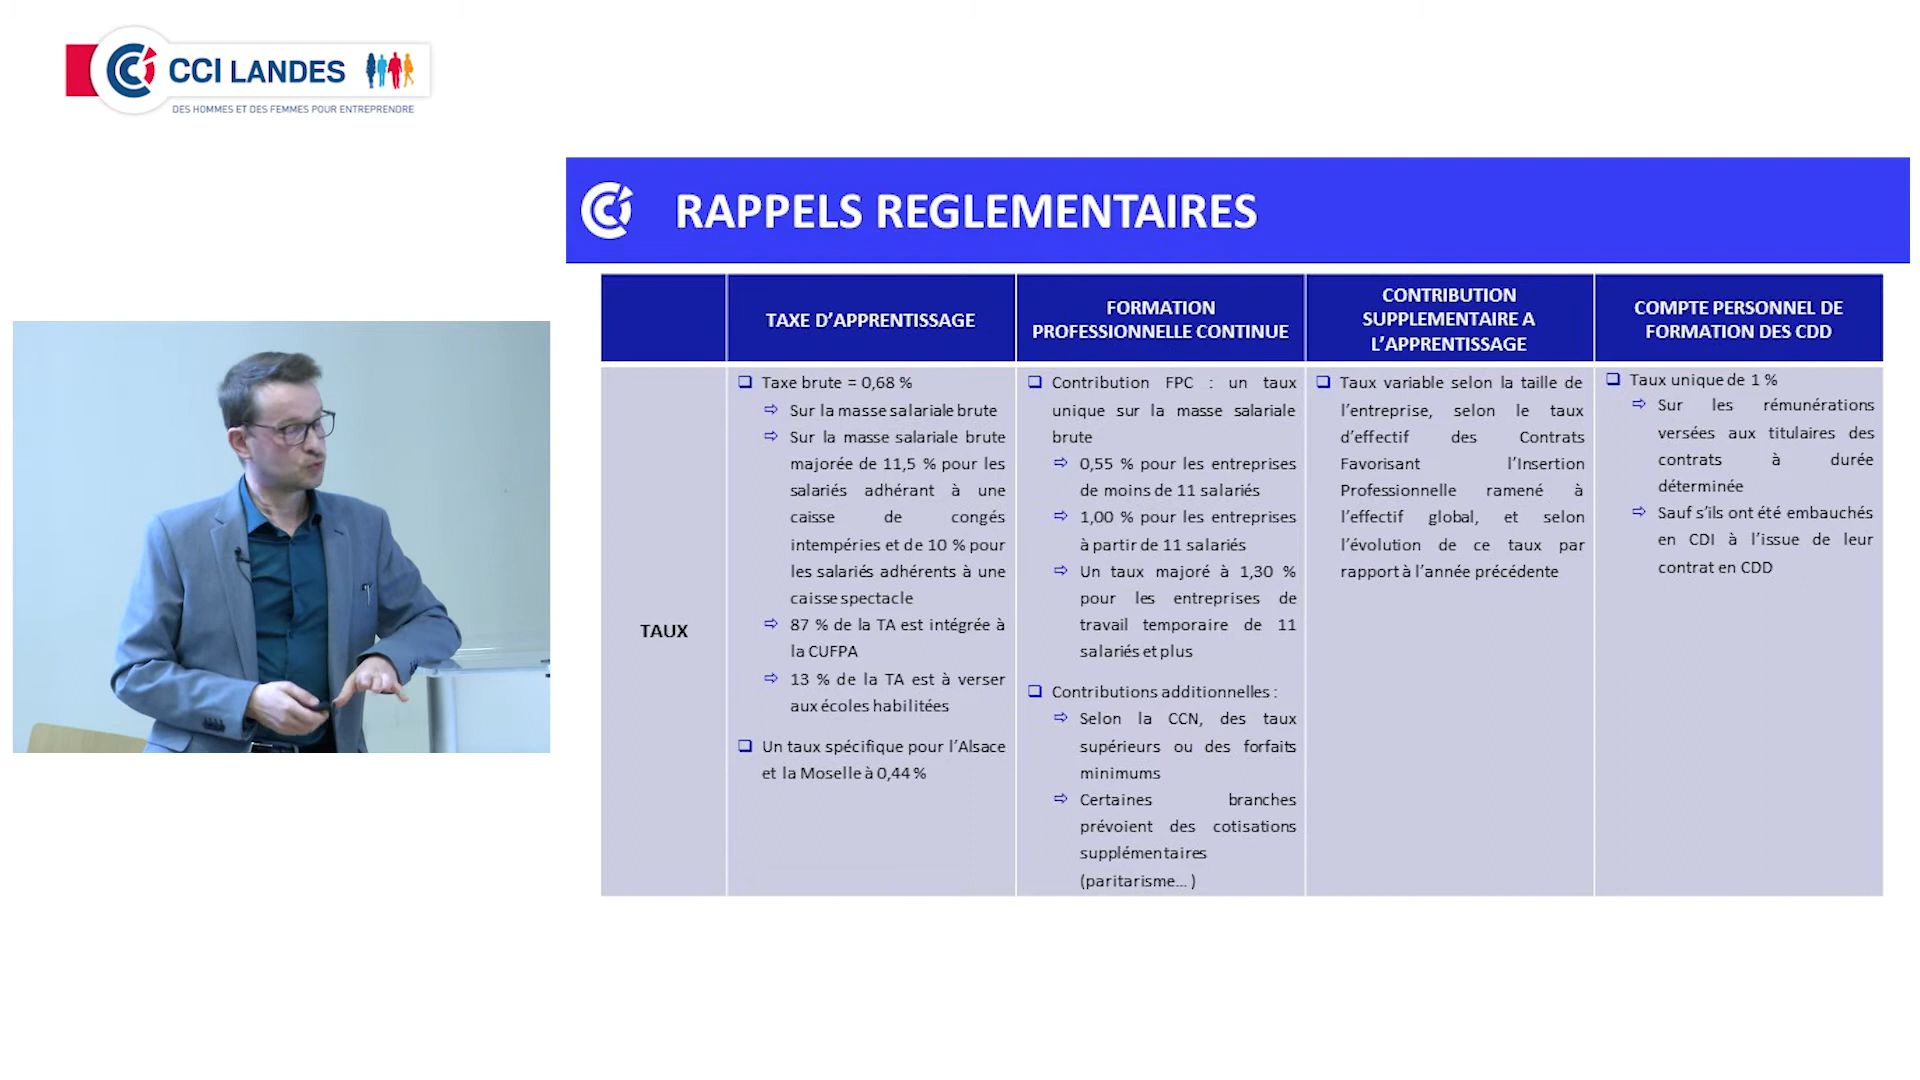 CCI LANDES
DES HOMMES ET DES FEMMES POUR ENTREPRENDRE
RAPPELS REGLEMENTAIRES
TAXE D’APPRENTISSAGE
FORMATION
PROFESSIONNELLE CONTINUE
CONTRIBUTION
SUPPLEMENTAIRE A
L’APPRENTISSAGE
COMPTE PERSONNEL DE
FORMATION DES CDD
TAUX
Taxe brute = 0,68 %
Sur la masse salariale brute
Sur la masse salariale brute
majorée de 11,5 % pour les
salariés adhérant à une
caisse de congés
intempéries et de 10 % pour
les salariés adhérents à une
caisse spectacle
87 % de la TA est intégrée à
la CUFPA
13 % de la TA est à verser
aux écoles habilitées
Un taux spécifique pour l’Alsace
et la Moselle à 0,44 %
Contribution FPC : un taux
unique sur la masse salariale
brute
0,55 % pour les entreprises
de moins de 11 salariés
1,00 % pour les entreprises
à partir de 11 salariés
Un taux majoré à 1,30 %
pour les entreprises de
travail temporaire de 11
salariés et plus
Contributions additionnelles :
Selon la CCN, des taux
supérieurs ou des forfaits
minimums
Certaines branches
prévoient des cotisations
supplémentaires
(paritarisme... )
Taux variable selon la taille de
l’entreprise, selon le taux
d’effectif des Contrats
Favorisant l’Insertion
Professionnelle ramené à
l’effectif global, et selon
l’évolution de ce taux par
rapport à l’année précédente
Taux unique de 1 %
Sur les rémunérations
versées aux titulaires des
contrats à durée
déterminée
Sauf s’ils ont été embauchés
en CDI à l’issue de leur
contrat en CDD